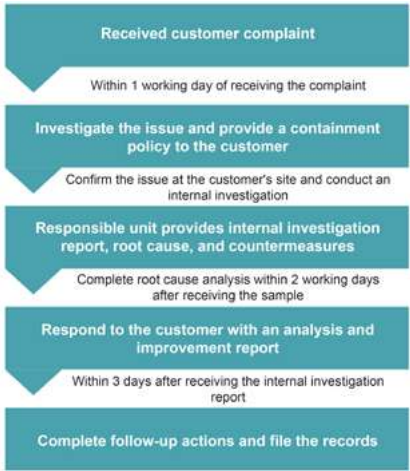 Received customer complaint
Within 1 working day of receiving the complaint
Investigate the issue and provide a containment
policy to the customer
Confirm the issue at the customer's site and conduct an
internal investigation
Responsible unit provides internal investigation
report, root cause, and countermeasures
Complete root cause analysis within 2 working days
after receiving the sample
Respond to the customer with an analysis and
improvement report
Within 3 days after receiving the internal investigation
report
Complete follow-up actions and file the records